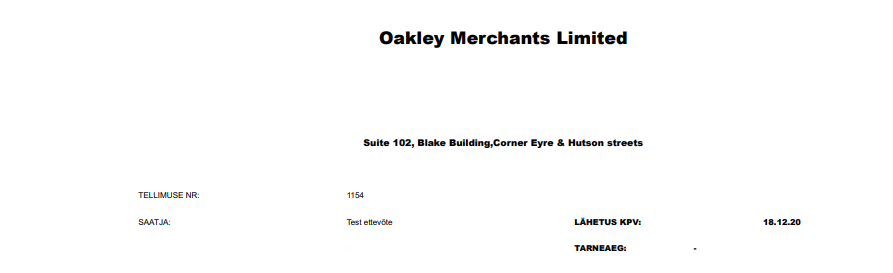 Oakley Merchants Limited
Suite 102, Blake Building,Corner Eyre & Hutson streets
TELLIMUSE NR: 1154
SAATJA: Test ettevõte LÄHETUS KPV: 18.12.20
TARNEAEG: -